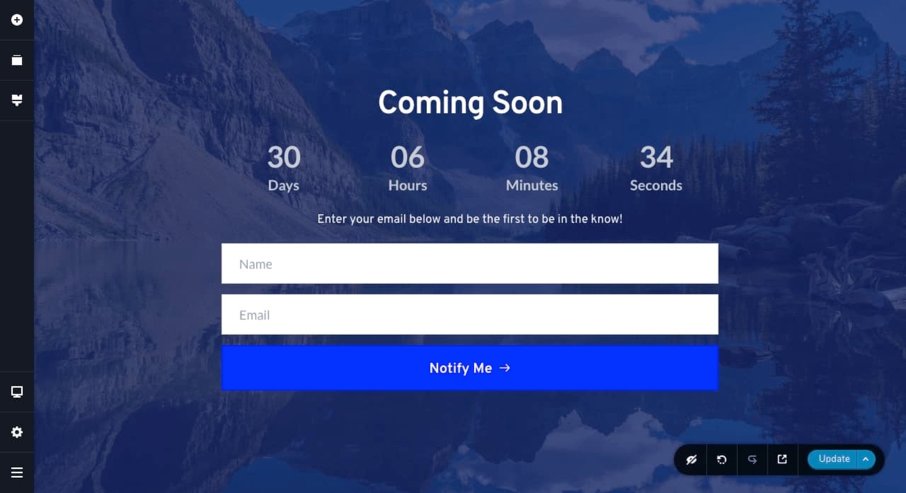 Coming Soon
30 06 08 34
Days Hours Minutes Seconds
Enter your email below and be the first to be in the know!
Name
Email
Notify Me →
Update